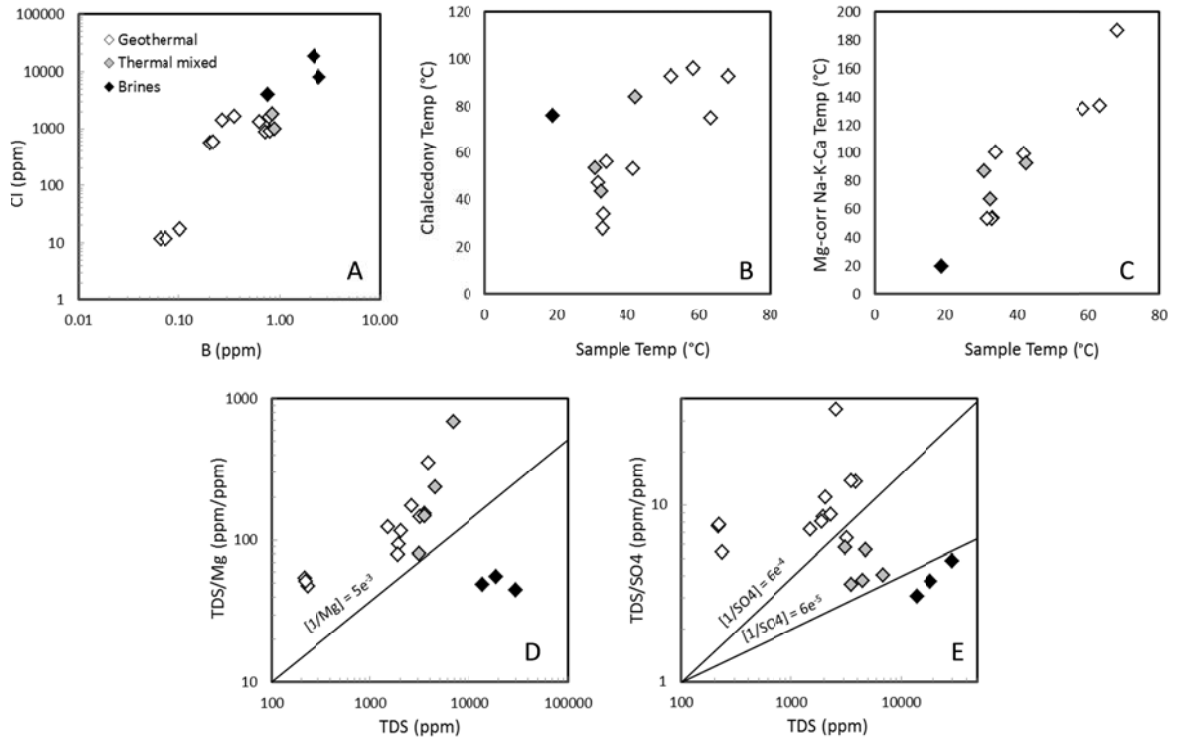 100000
10000
1000
100
10
1
Cl (ppm)
Geothermal
Thermal mixed
Brines
A
0.01 0.10 1.00 10.00
B (ppm)
120
100
80
60
40
20
0
Chalcedony Temp (°C)
B
0 20 40 60 80
Sample Temp (°C)
200
180
160
140
120
100
80
60
40
20
0
Mg-corr Na-K-Ca Temp (°C)
C
0 20 40 60 80
Sample Temp (°C)
1000
100
10
TDS/Mg (ppm/ppm)
[1/Mg] = 5e-3
D
100 1000 10000 100000
TDS (ppm)
10
1
TDS/SO4 (ppm/ppm)
[1/SO4] = 6e-4
[1/SO4] = 6e-5
E
100 1000 10000
TDS (ppm)